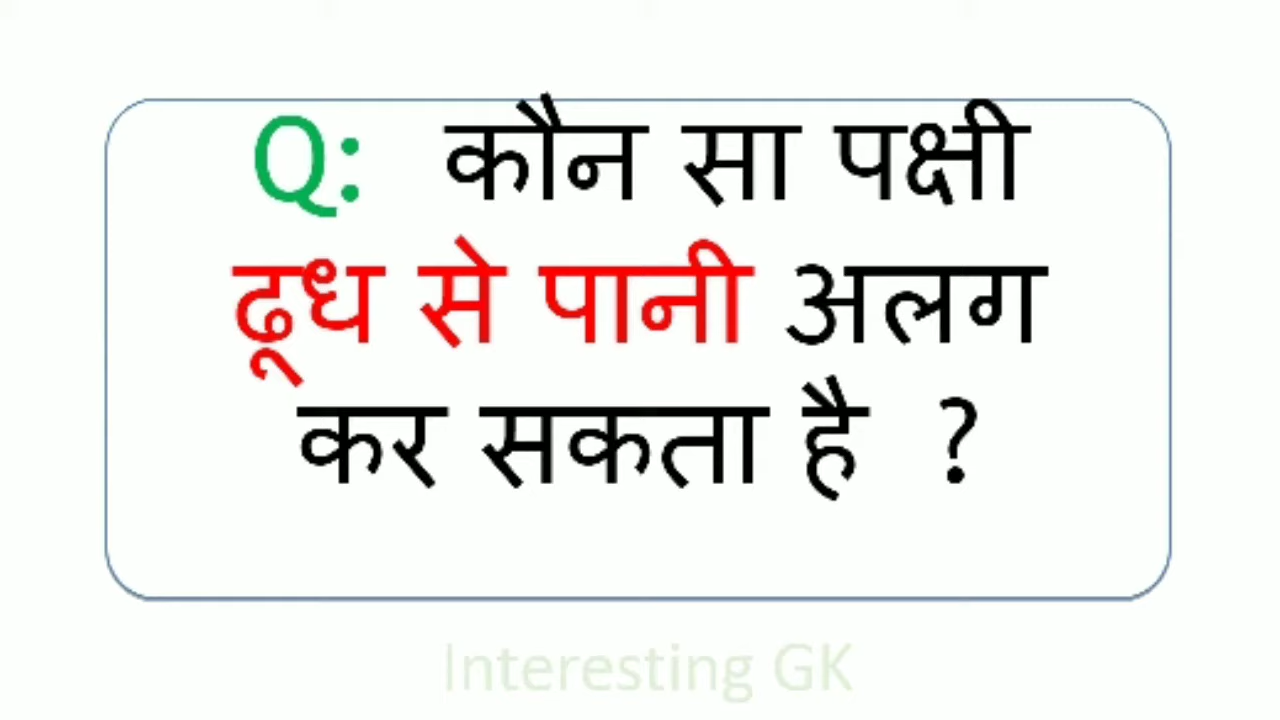 Q: कौन सा पक्षी
ढूध से पानी अलग
कर सकता है ?
Interesting GK